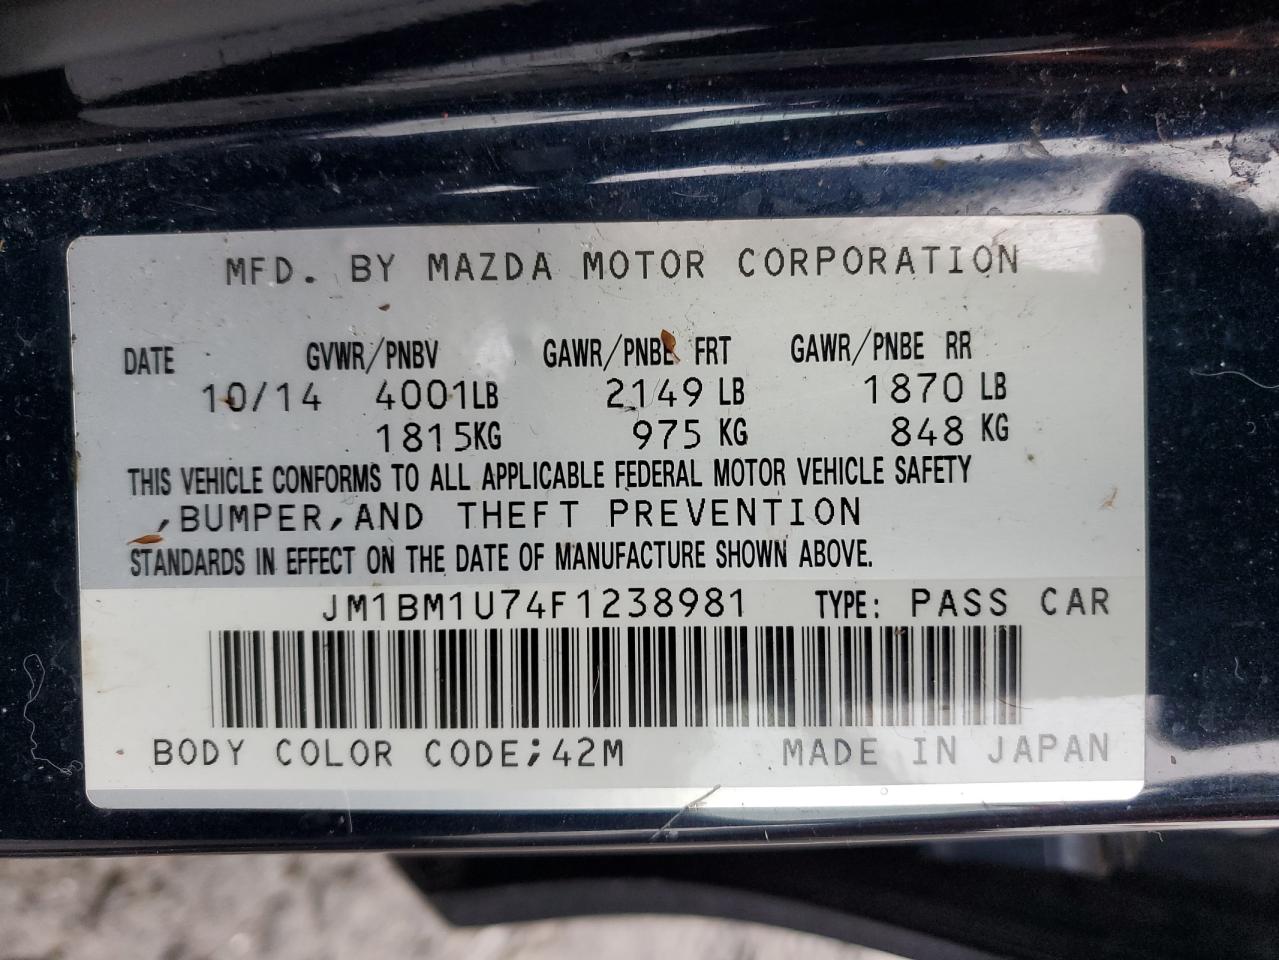 MFD. BY MAZDA MOTOR CORPORATION
DATE GVWR/PNBV GAWR/PNBE FRT GAWR/PNBE RR
10/14 4001LB 2149 LB 1870 LB
1815KG 975 KG 848 KG
THIS VEHICLE CONFORMS TO ALL APPLICABLE FEDERAL MOTOR VEHICLE SAFETY
,BUMPER,AND THEFT PREVENTION
STANDARDS IN EFFECT ON THE DATE OF MANUFACTURE SHOWN ABOVE.
JM1BM1U74F1238981 TYPE: PASS CAR
BODY COLOR CODE;42M MADE IN JAPAN